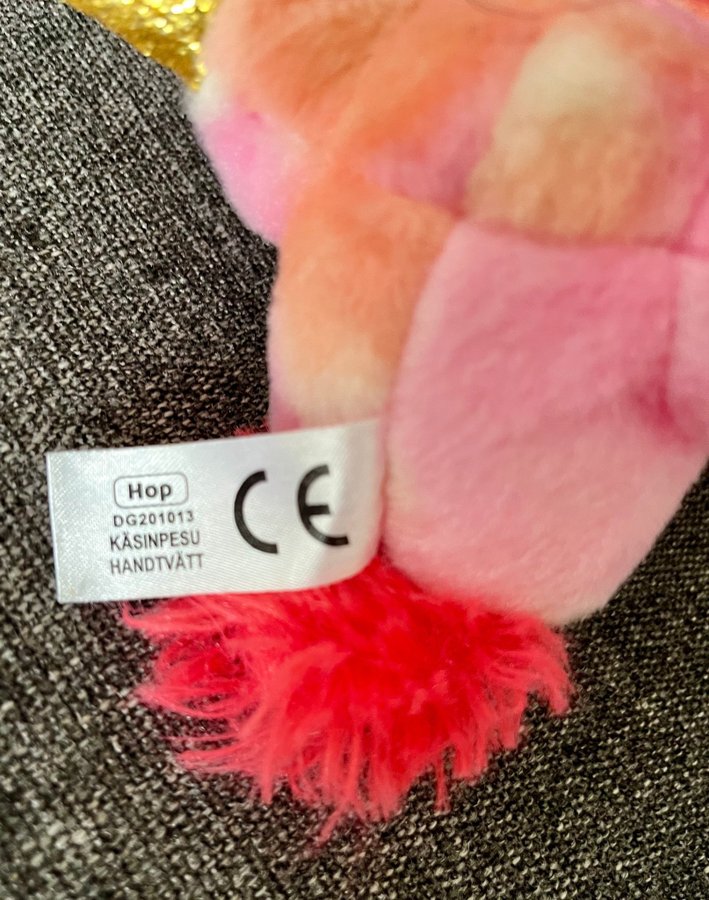 Hop
DG201013
KÄSINPESU
HANDTVÄTT
CE